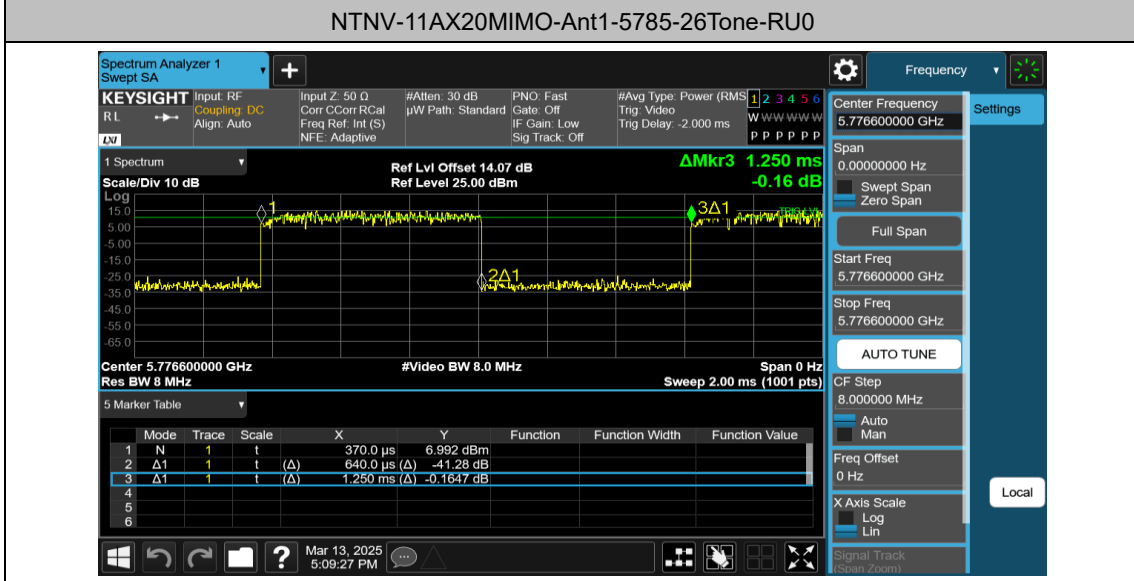 NTNV-11AX20MIMO-Ant1-5785-26Tone-RU0
Spectrum Analyzer 1
Swept SA
Frequency
KEYSIGHT
RL
LXI
Input: RF
Coupling: DC
Align: Auto
Input Z: 50 Ω
Corr CCorr RCal
Freq Ref: Int (S)
NFE: Adaptive
#Atten: 30 dB
µW Path: Standard
PNO: Fast
Gate: Off
IF Gain: Low
Sig Track: Off
#Avg Type: Power (RMS
Trig: Video
Trig Delay: -2.000 ms
1 2 3 4 5 6
W W W W W W
P P P P P P
1 Spectrum
Scale/Div 10 dB
Ref Lvl Offset 14.07 dB
Ref Level 25.00 dBm
ΔMkr3 1.250 ms
-0.16 dB
Log
15.0
5.00
-5.00
-15.0
-25.0
-35.0
-45.0
-55.0
-65.0
1
2Δ1
3Δ1
TRIG LVL
Center 5.776600000 GHz
Res BW 8 MHz
#Video BW 8.0 MHz
Span 0 Hz
Sweep 2.00 ms (1001 pts)
5 Marker Table
Mode Trace Scale X Y Function Function Width Function Value
1 N 1 t 370.0 µs 6.992 dBm
2 Δ1 1 t (Δ) 640.0 µs (Δ) -41.28 dB
3 Δ1 1 t (Δ) 1.250 ms (Δ) -0.1647 dB
4
5
6
Mar 13, 2025
5:09:27 PM
Center Frequency
5.776600000 GHz
Span
0.00000000 Hz
Swept Span
Zero Span
Full Span
Start Freq
5.776600000 GHz
Stop Freq
5.776600000 GHz
AUTO TUNE
CF Step
8.000000 MHz
Auto
Man
Freq Offset
0 Hz
X Axis Scale
Log
Lin
Signal Track
(Span Zoom)
Settings
Local